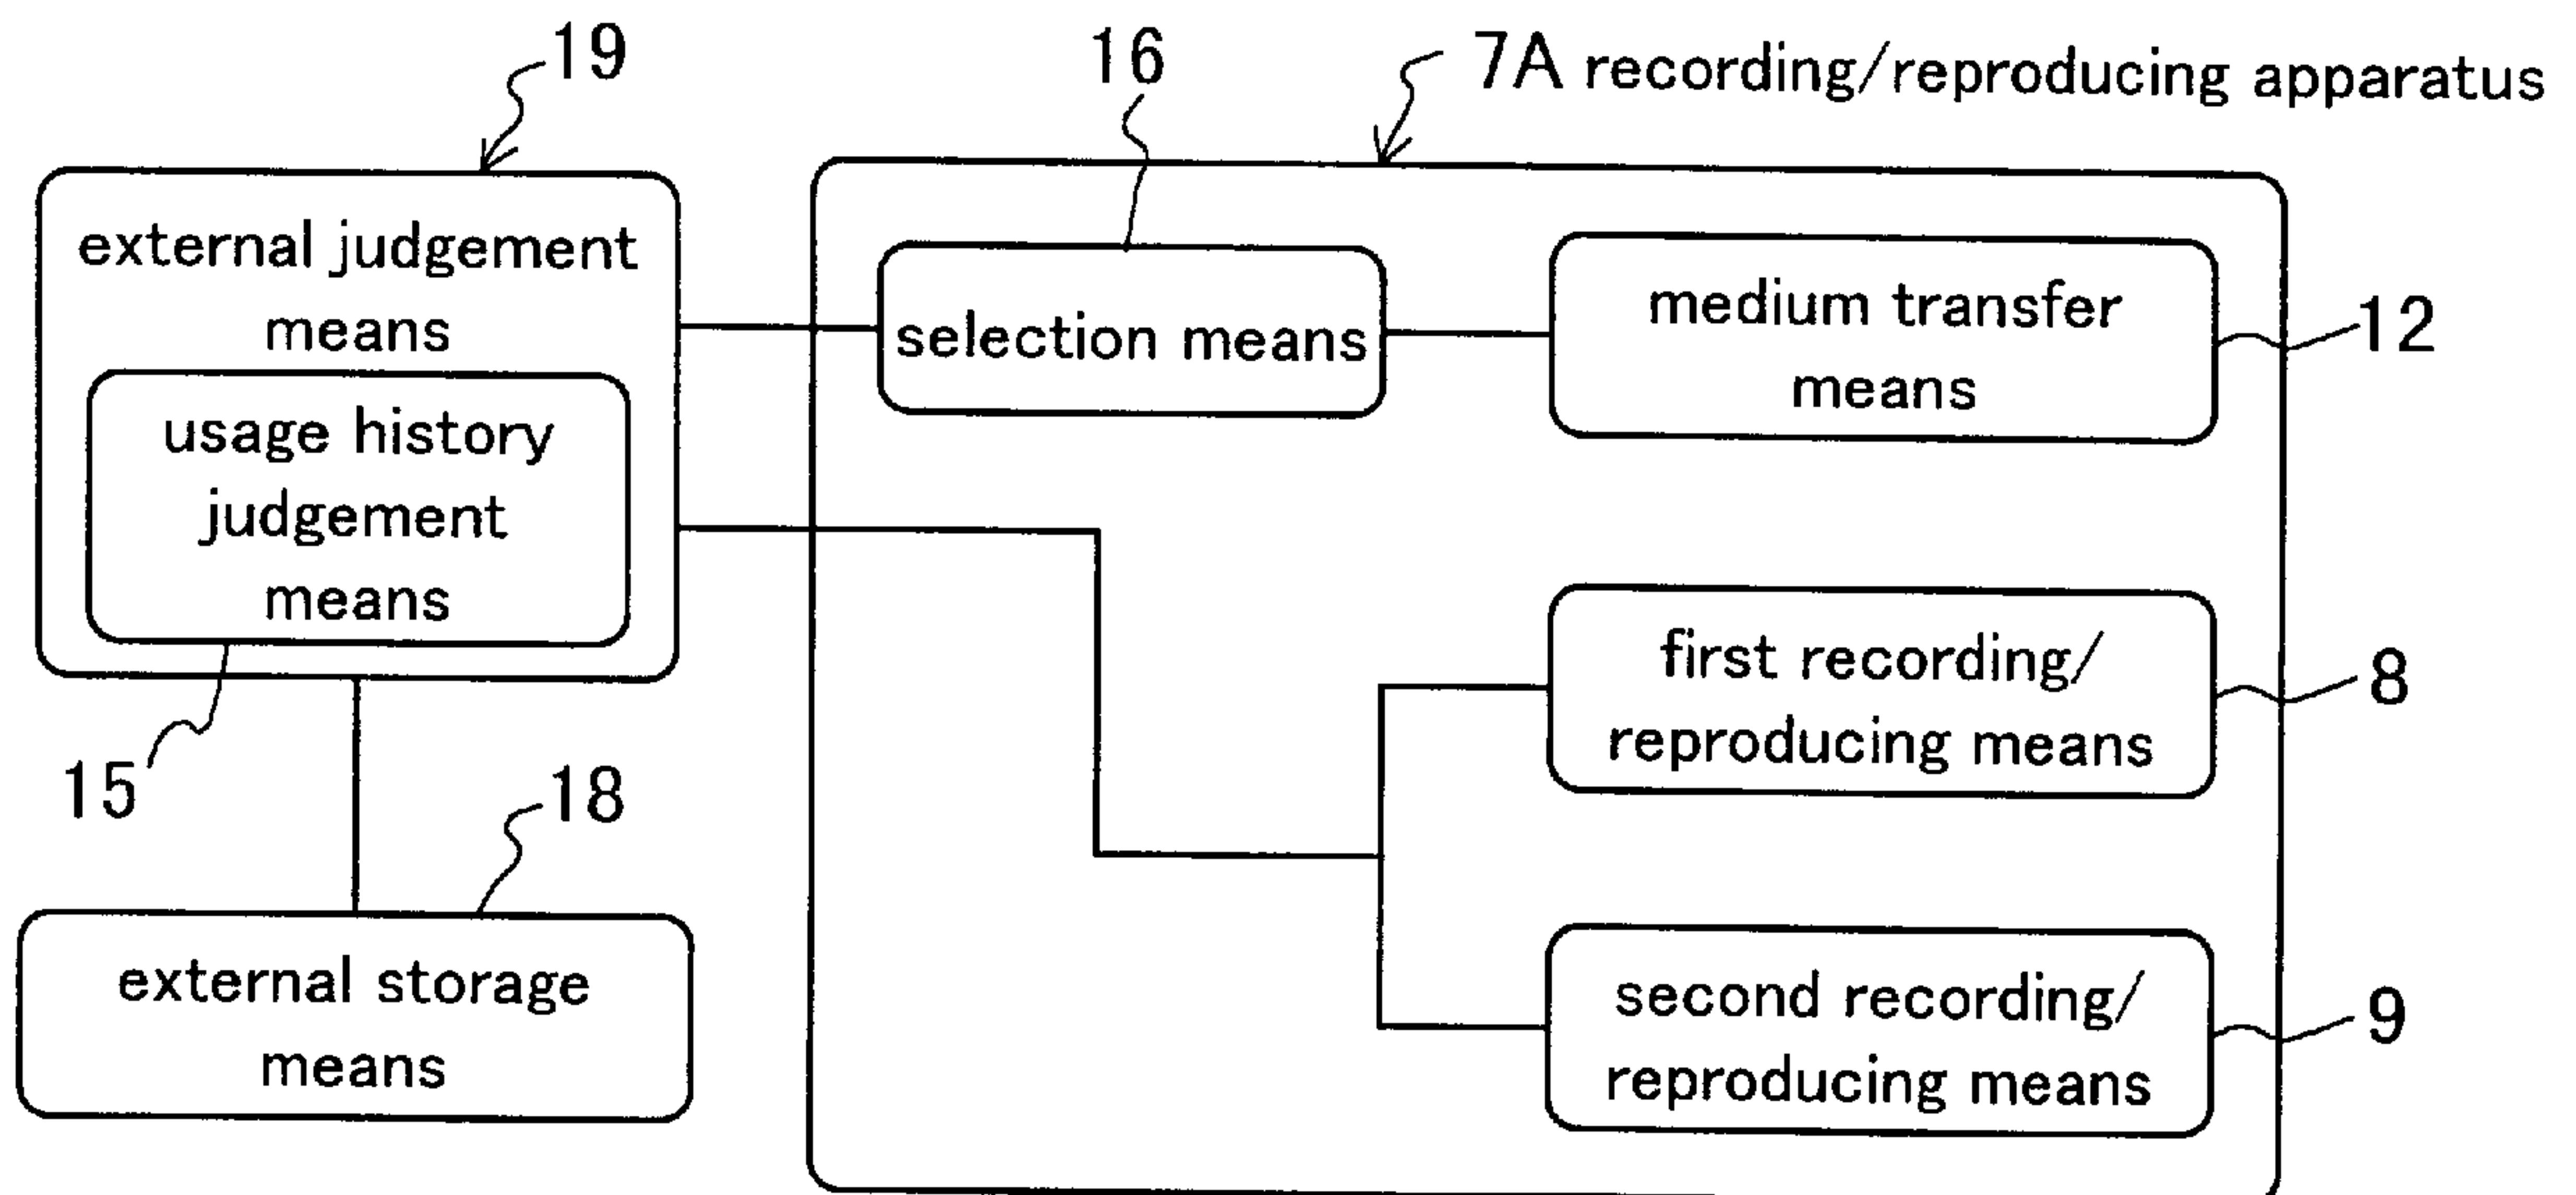 19
16
7A recording/reproducing apparatus
external judgement
means
usage history
judgement
means
15
selection means
medium transfer
means
12
first recording/
reproducing means
8
18
external storage
means
second recording/
reproducing means
9